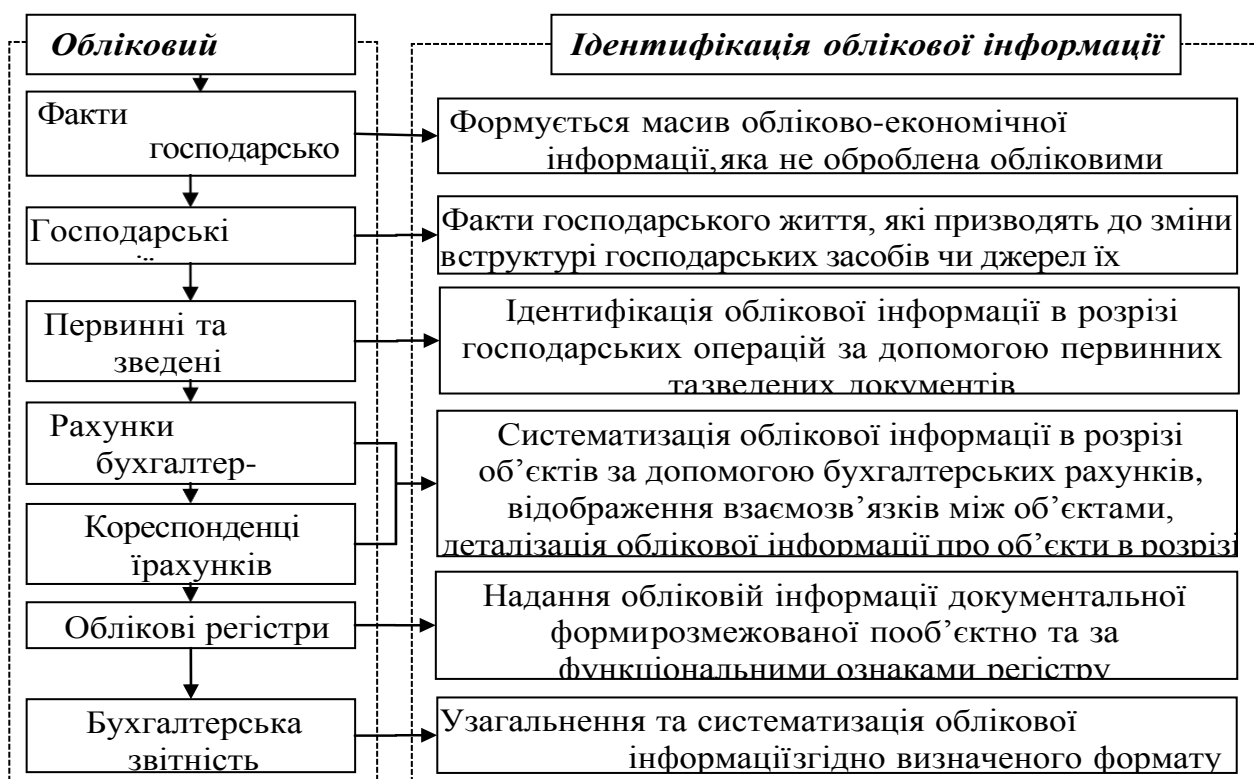 Обліковий
Ідентифікація облікової інформації
Факти
господарсько
Формується масив обліково-економічної
інформації,яка не оброблена обліковими
Господарські
Факти господарського життя, які призводять до зміни
вструктурі господарських засобів чи джерел їх
Первинні та
зведені
Ідентифікація облікової інформації в розрізі
господарських операцій за допомогою первинних
тазведених документів
Рахунки
бухгалтер-
Систематизація облікової інформації в розрізі
об’єктів за допомогою бухгалтерських рахунків,
відображення взаємозв’язків між об’єктами,
деталізація облікової інформації про об’єкти в розрізі
Кореспонденці
їрахунків
Облікові регістри
Надання обліковій інформації документальної
формирозмежованої пооб’єктно та за
функціональними ознаками регістру
Бухгалтерська
звітність
Узагальнення та систематизація облікової
інформаціїзгідно визначеного формату